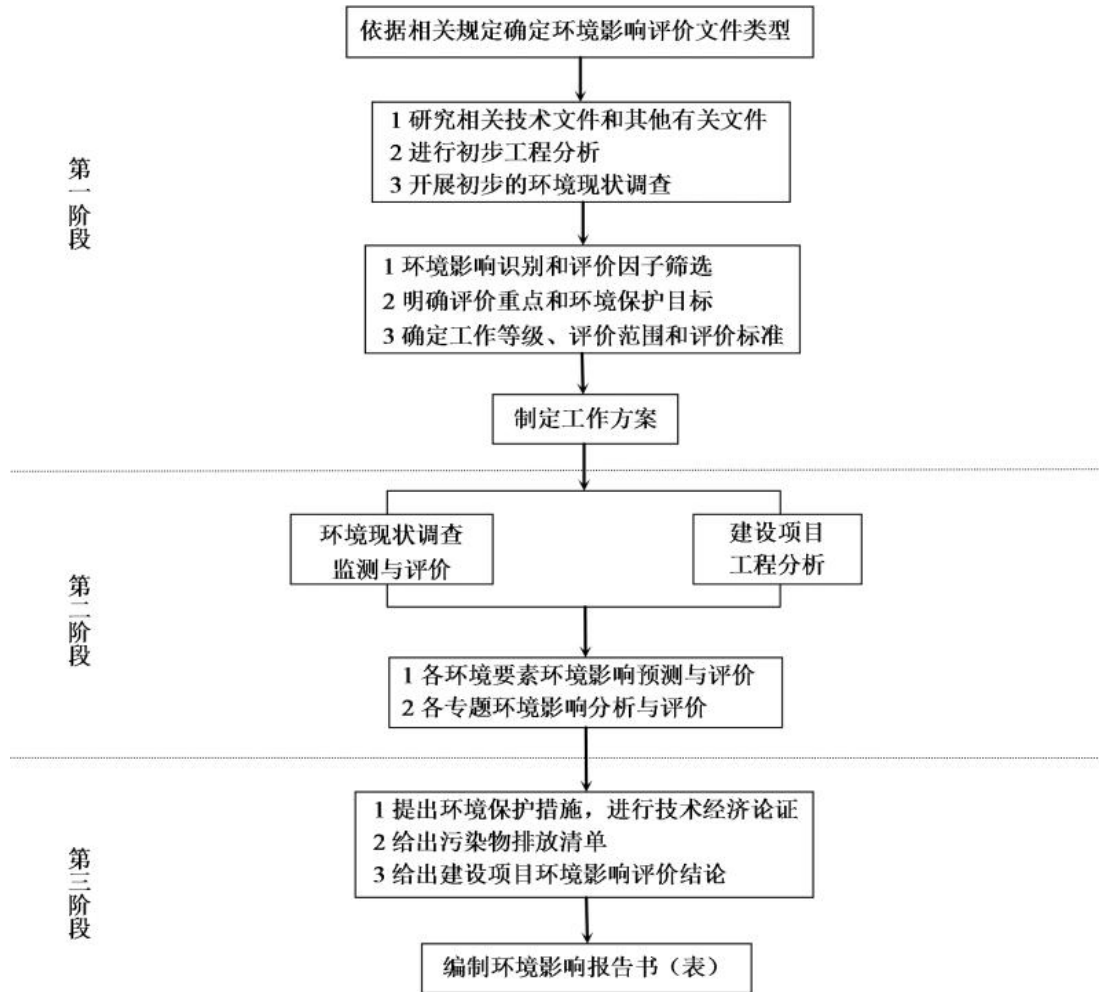 依据相关规定确定环境影响评价文件类型
1 研究相关技术文件和其他有关文件
2 进行初步工程分析
3 开展初步的环境现状调查
第一阶段
1 环境影响识别和评价因子筛选
2 明确评价重点和环境保护目标
3 确定工作等级、评价范围和评价标准
制定工作方案
环境现状调查
监测与评价
建设项目
工程分析
第二阶段
1 各环境要素环境影响预测与评价
2 各专题环境影响分析与评价
1 提出环境保护措施，进行技术经济论证
2 给出污染物排放清单
3 给出建设项目环境影响评价结论
第三阶段
编制环境影响报告书（表）